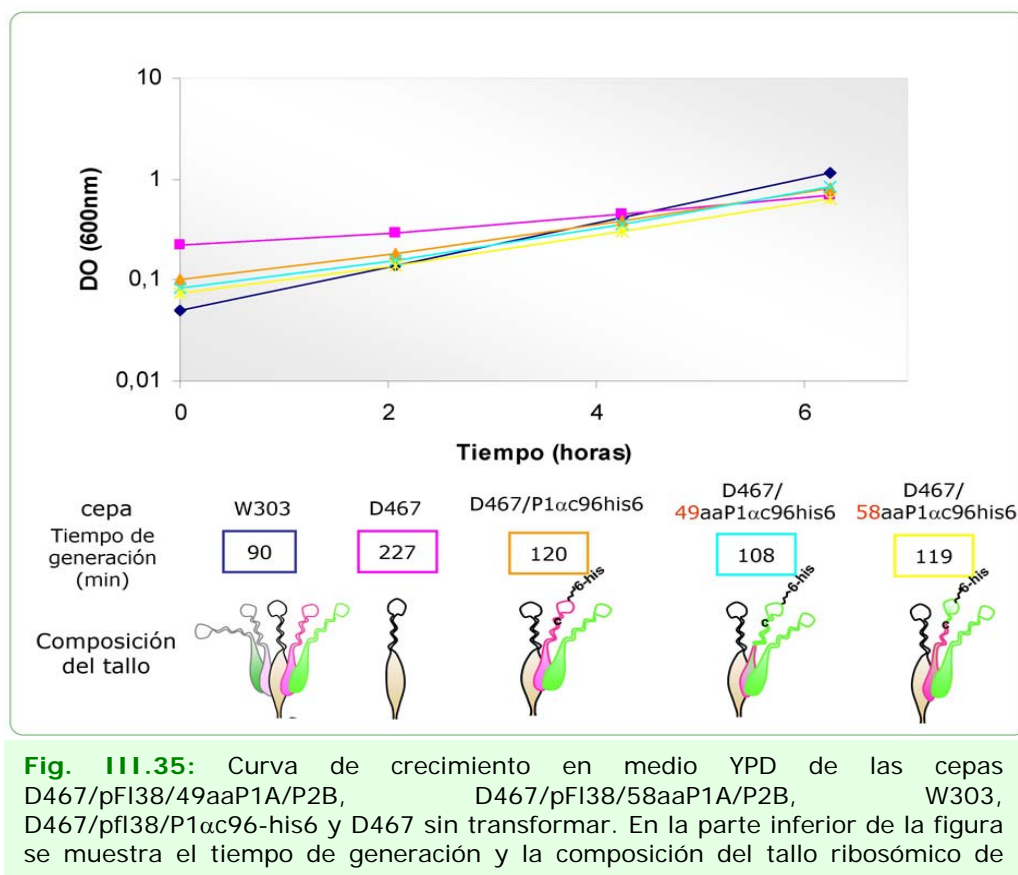 10
1
0,1
0,01
DO (600nm)
0 2 4 6
Tiempo (horas)
cepa W303 D467 D467/P1αc96his6 D467/ 49aaP1αc96his6 D467/ 58aaP1αc96his6
Tiempo de generación (min) 90 227 120 108 119
6-his 6-his 6-his
c c c
Composición
del tallo
Fig. III.35: Curva de crecimiento en medio YPD de las cepas
D467/pFl38/49aaP1A/P2B, D467/pFl38/58aaP1A/P2B, W303,
D467/pfl38/P1αc96-his6 y D467 sin transformar. En la parte inferior de la figura
se muestra el tiempo de generación y la composición del tallo ribosómico de